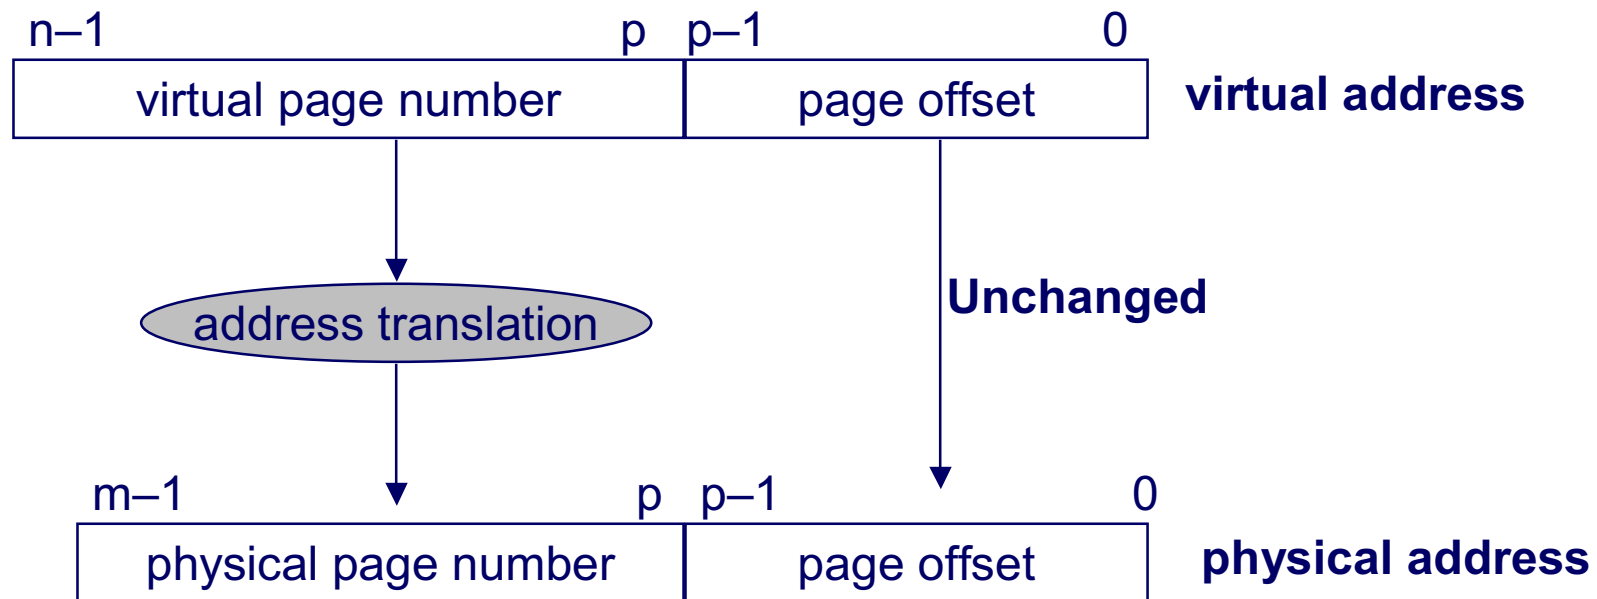 n–1 p p–1 0
virtual page number page offset virtual address
Unchanged
address translation
m–1 p p–1 0
physical page number page offset physical address